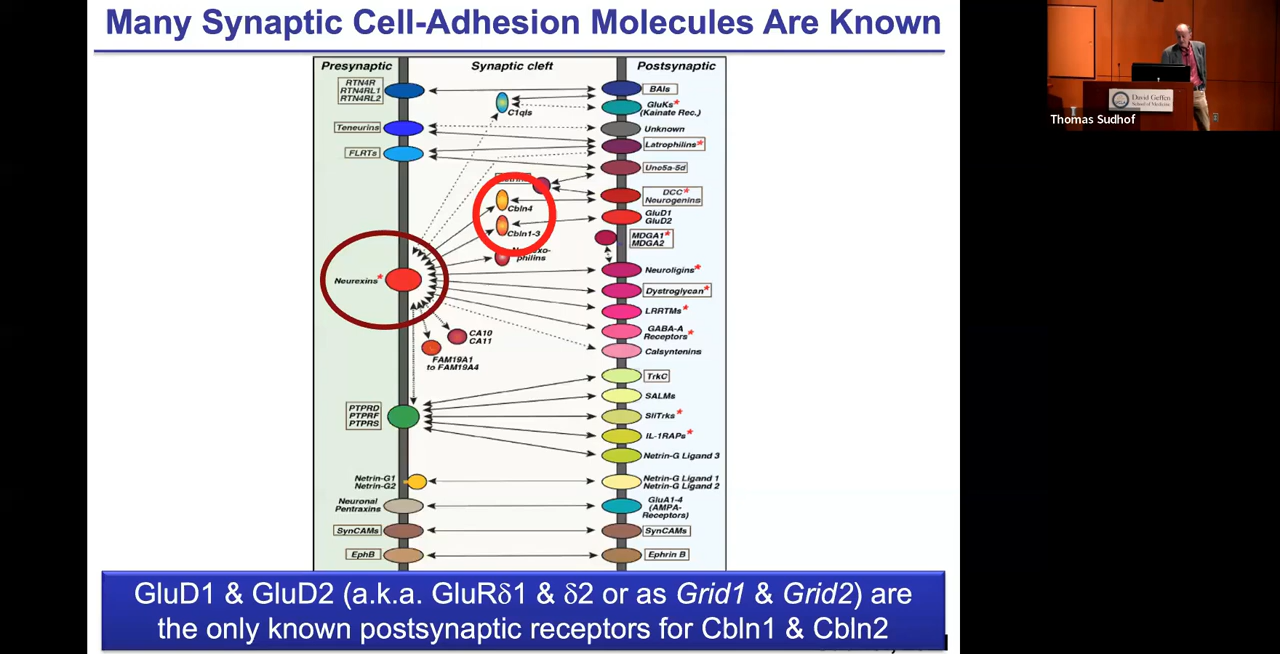 Many Synaptic Cell-Adhesion Molecules Are Known
Presynaptic
Synaptic cleft
Postsynaptic
RTN4R
RTN4RL1
RTN4RL2
BAIs
C1qls
GluKs*
(Kainate Rec.)
Teneurins
Unknown
Latrophilins*
FLRTs
Unc5a-5d
DCC*
Neurogenins
Cbln4
GluD1
GluD2
Cbln1-3
MDGA1*
MDGA2
philins
Neurexins*
Neuroligins*
Dystroglycan*
LRRTMs*
GABA-A
Receptors*
CA10
CA11
Calsyntenins
FAM19A1
to FAM19A4
TrkC
SALMs
PTPRD
PTPRF
PTPRS
SliTrks*
IL-1RAPs*
Netrin-G Ligand 3
Netrin-G1
Netrin-G2
Netrin-G Ligand 1
Netrin-G Ligand 2
Neuronal
Pentraxins
GluA1-4
(AMPA-
Receptors)
SynCAMs
SynCAMs
EphB
Ephrin B
GluD1 & GluD2 (a.k.a. GluRδ1 & δ2 or as Grid1 & Grid2) are
the only known postsynaptic receptors for Cbln1 & Cbln2
David Geffen
School of Medicine
Thomas Sudhof